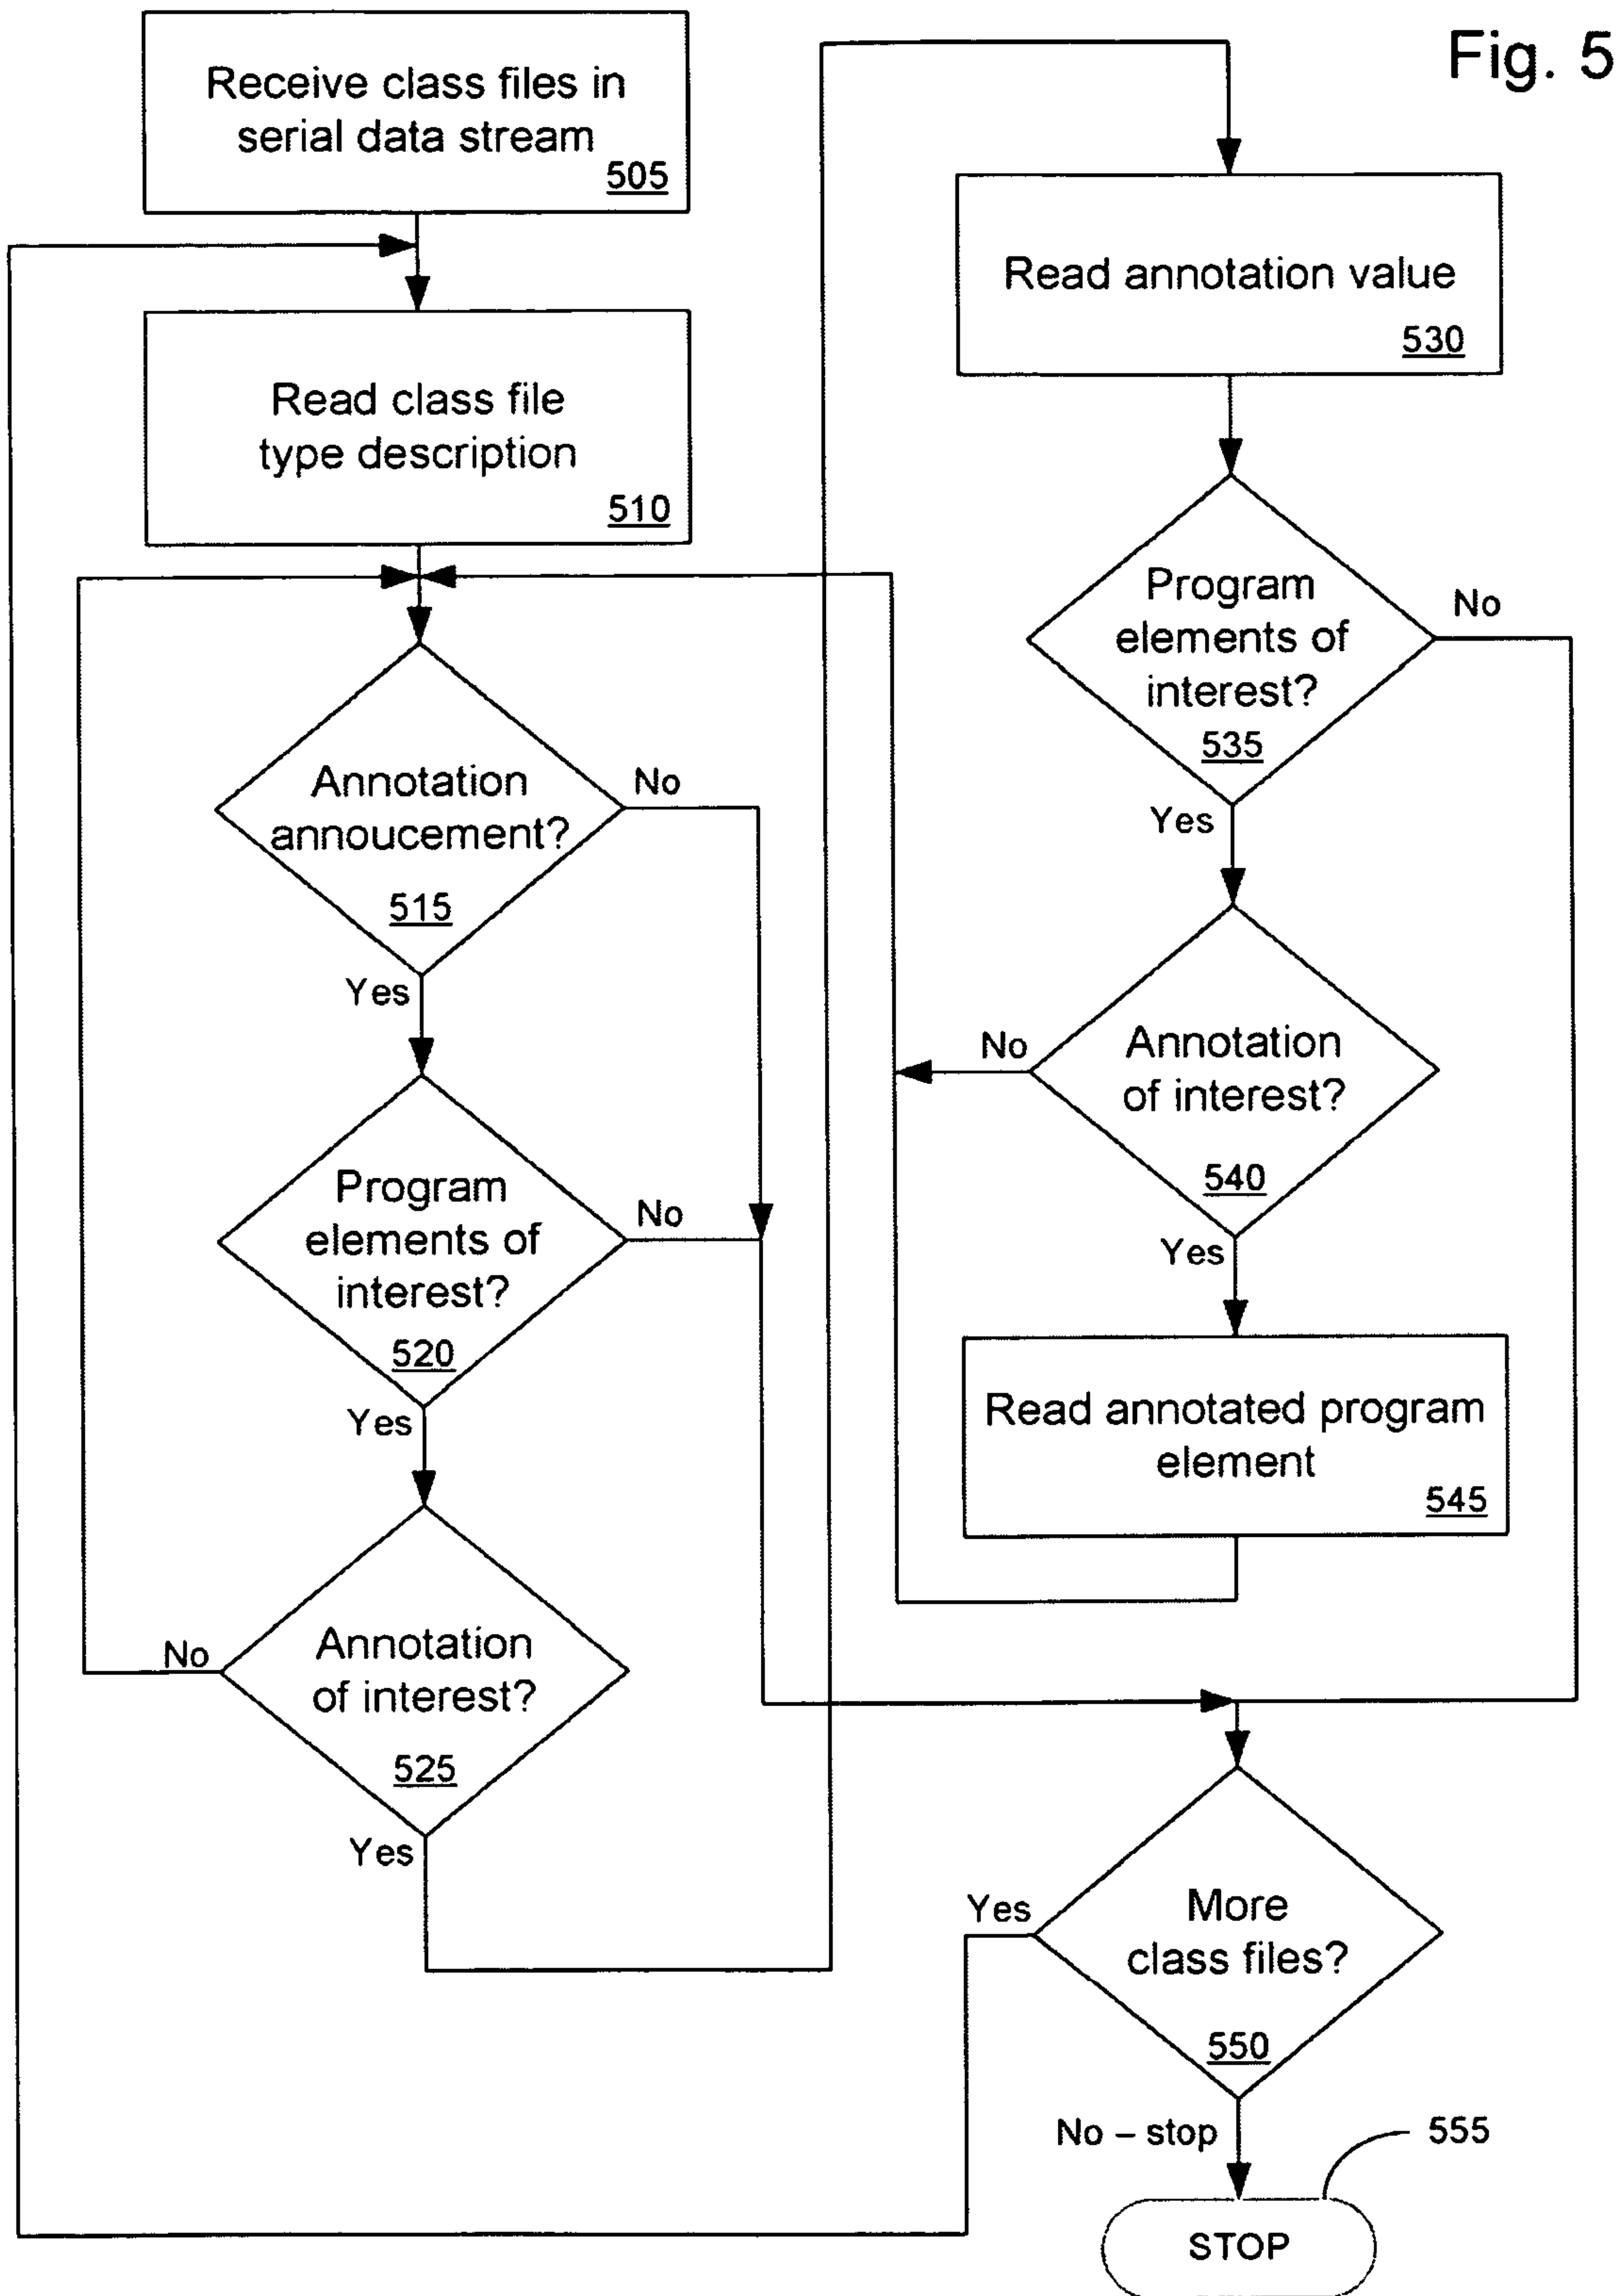 Fig. 5
Receive class files in
serial data stream
505
Read class file
type description
510
Annotation
annoucement?
515
No
Yes
Program
elements of
interest?
520
No
Yes
Annotation
of interest?
525
No
Yes
Read annotation value
530
Program
elements of
interest?
535
No
Yes
Annotation
of interest?
540
No
Yes
Read annotated program
element
545
More
class files?
550
Yes
No – stop
555
STOP